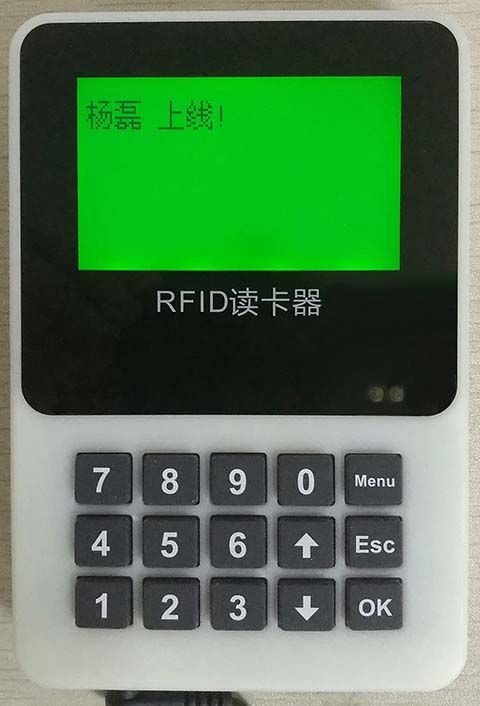 杨磊 上线!
RFID读卡器
7 8 9 0 Menu
4 5 6 ↑ Esc
1 2 3 ↓ OK